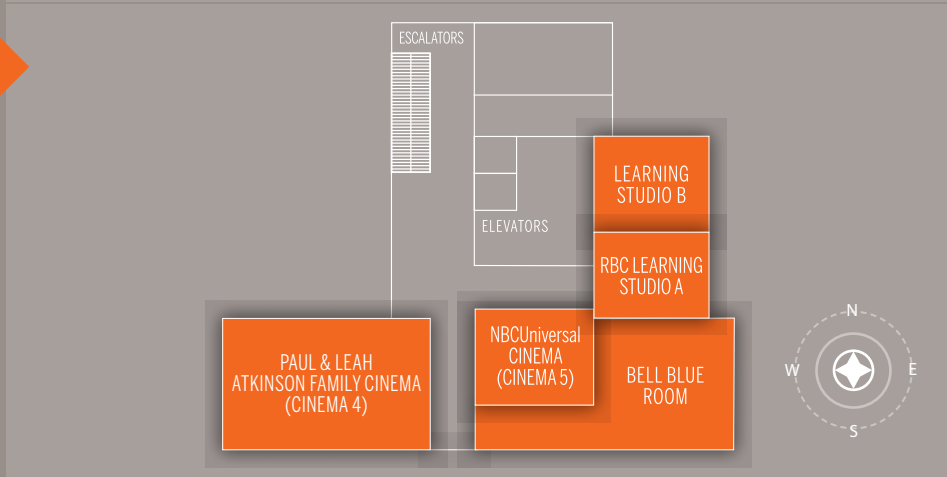 ESCALATORS
LEARNING
STUDIO B
ELEVATORS
RBC LEARNING
STUDIO A
N
W
E
S
NBCUniversal
CINEMA
(CINEMA 5)
PAUL & LEAH
ATKINSON FAMILY CINEMA
(CINEMA 4)
BELL BLUE
ROOM